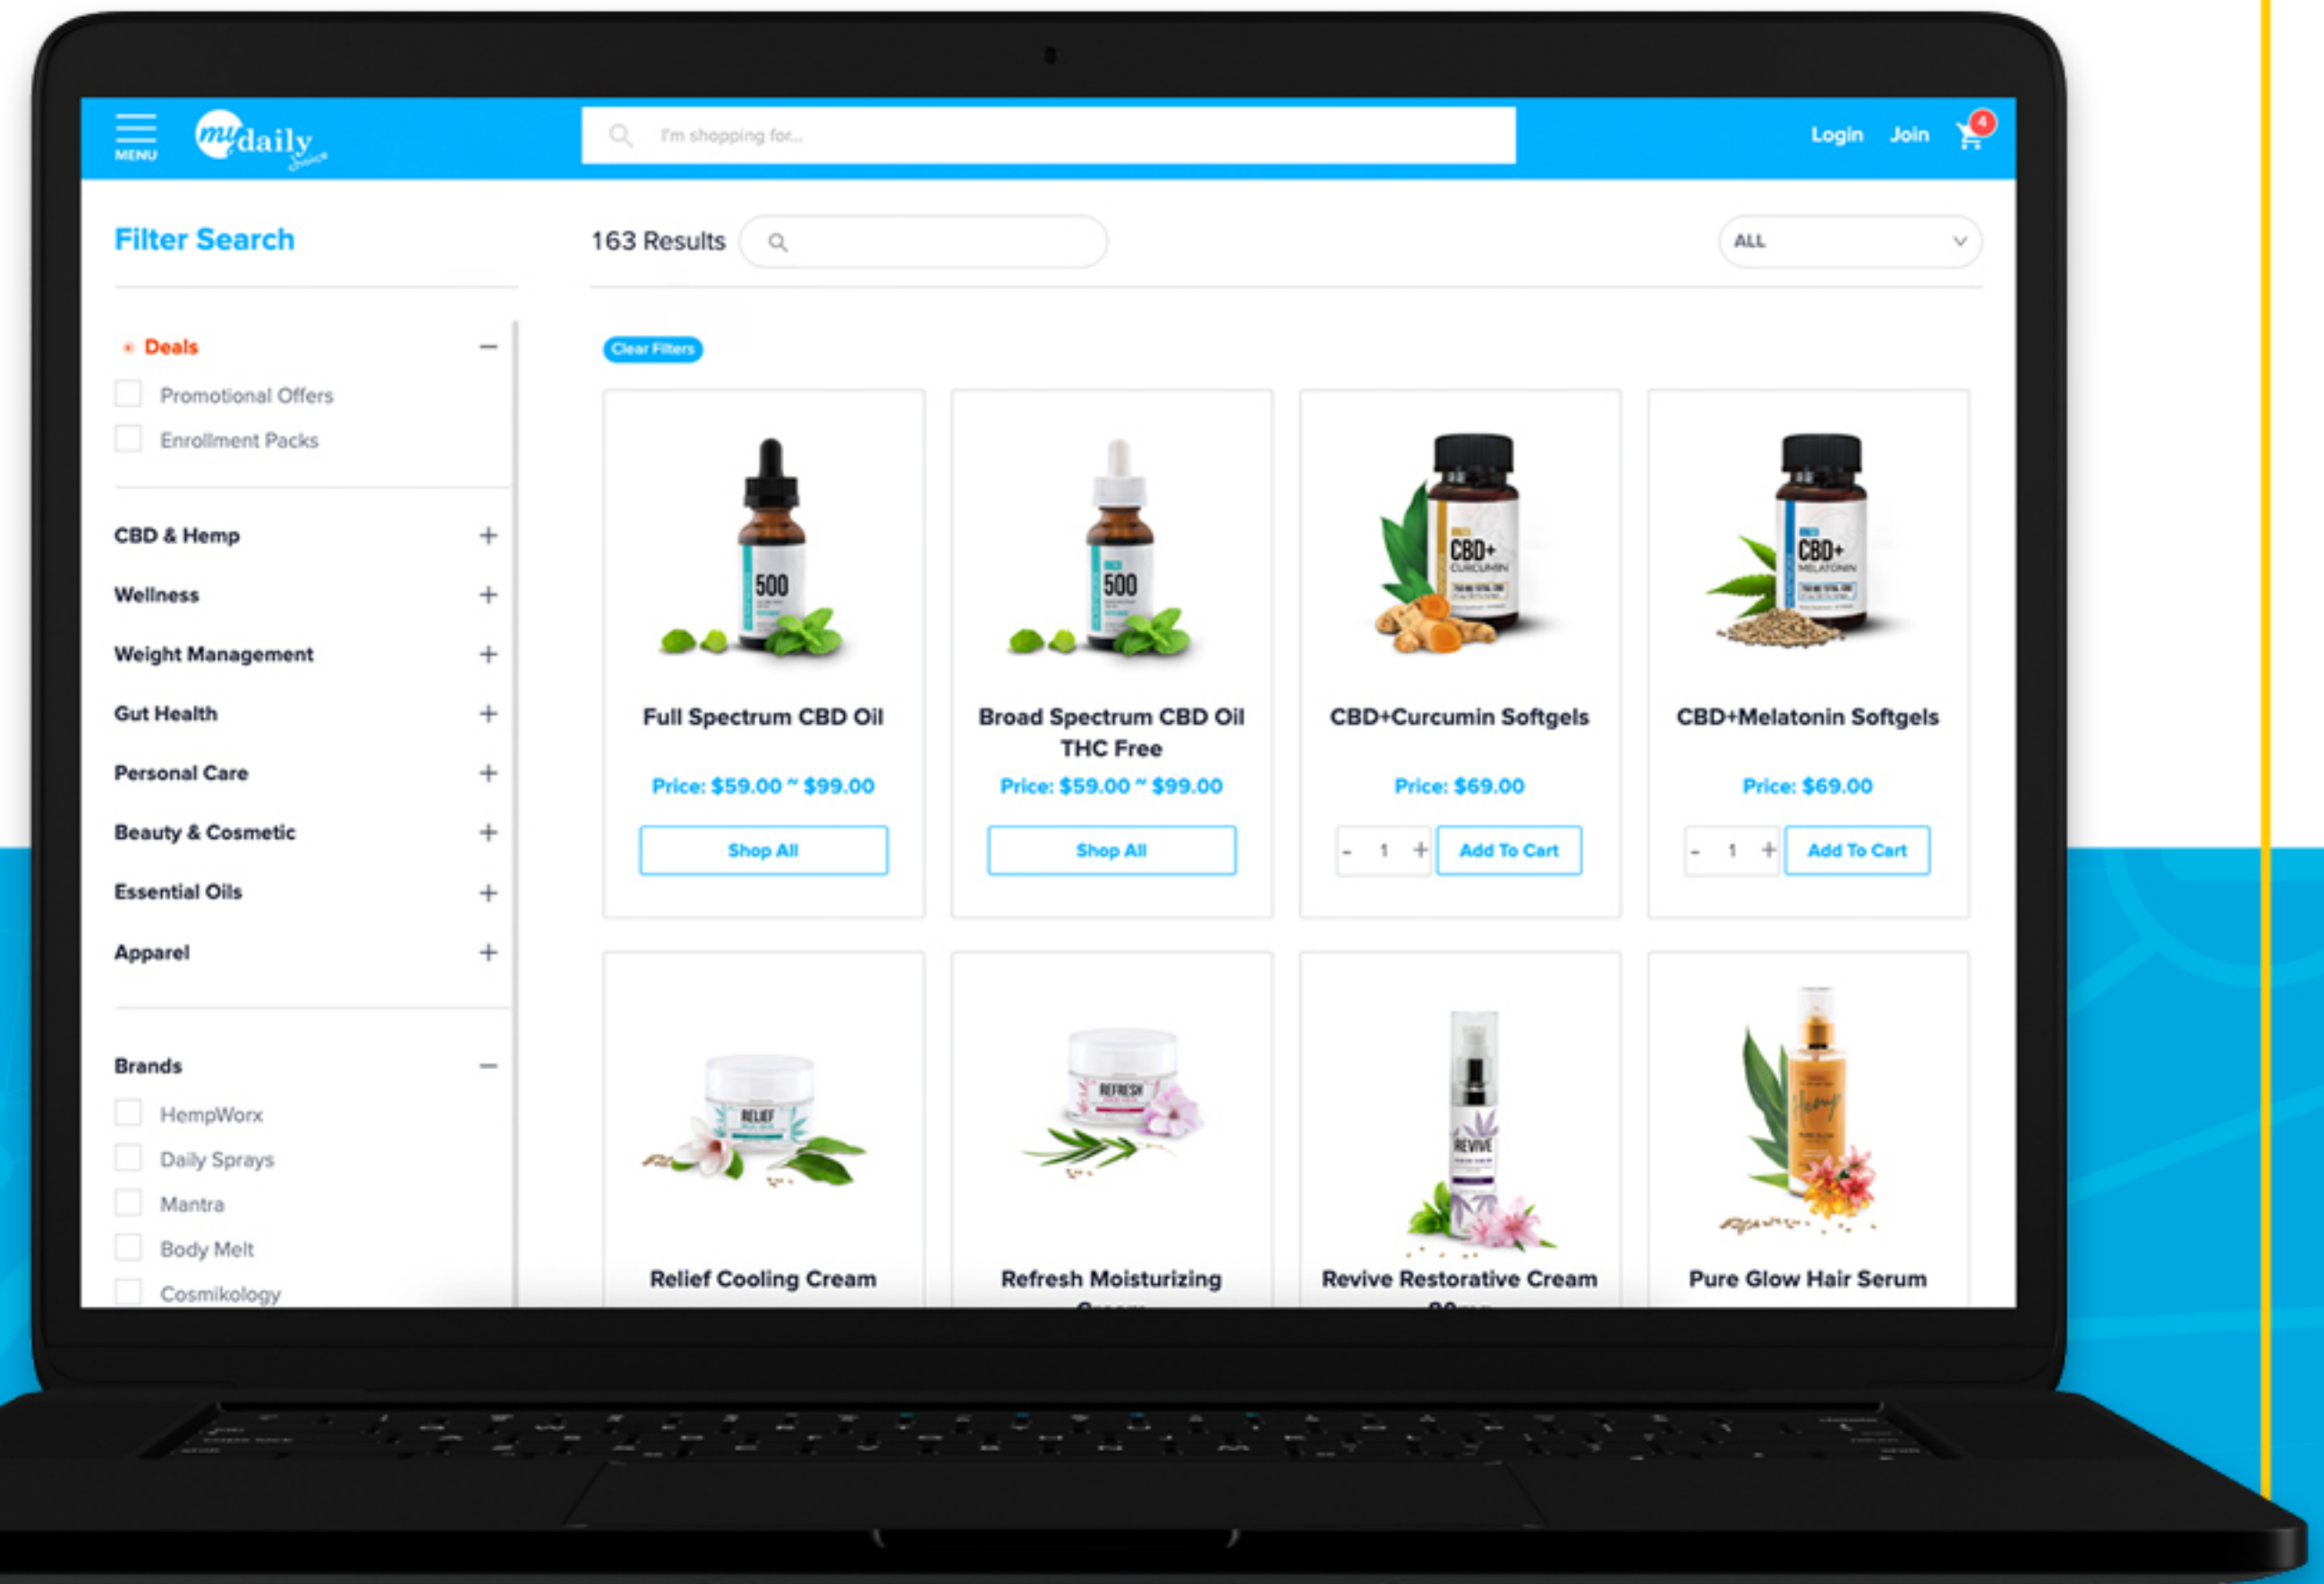 MENU
mydaily
choice
I'm shopping for...
Login
Join
4
Filter Search
163 Results
ALL
Deals
Promotional Offers
Enrollment Packs
CBD & Hemp
Wellness
Weight Management
Gut Health
Personal Care
Beauty & Cosmetic
Essential Oils
Apparel
Brands
HempWorx
Daily Sprays
Mantra
Body Melt
Cosmikology
Clear Filters
500
500
CBD+
CURCUMIN
CBD+
MELATONIN
Full Spectrum CBD Oil
Price: $59.00 ~ $99.00
Shop All
Broad Spectrum CBD Oil
THC Free
Price: $59.00 ~ $99.00
Shop All
CBD+Curcumin Softgels
Price: $69.00
- 1 +
Add To Cart
CBD+Melatonin Softgels
Price: $69.00
- 1 +
Add To Cart
RELIEF
REFRESH
REVIVE
Hemp
Relief Cooling Cream
Refresh Moisturizing
Revive Restorative Cream
Pure Glow Hair Serum